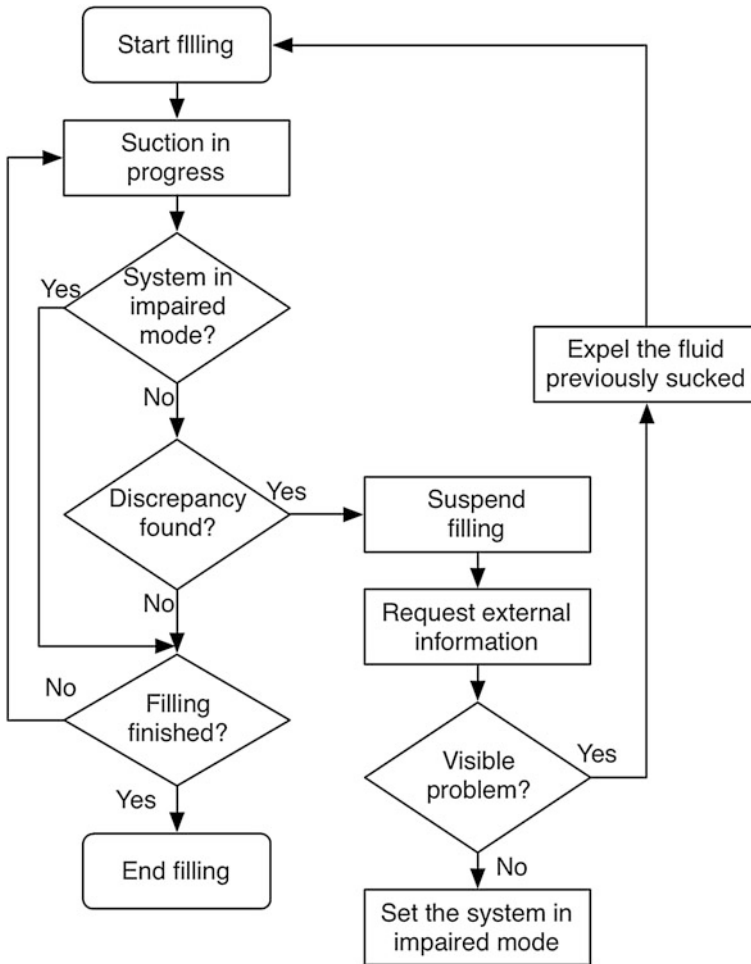 Start fllling
Suction in
progress
Yes
System in
impaired
mode?
No
Expel the fluid
previously sucked
Discrepancy
found?
Yes
Suspend
filling
No
Request external
information
No
Filling
finished?
Visible
problem?
Yes
Yes
End filling
No
Set the system in
impaired mode